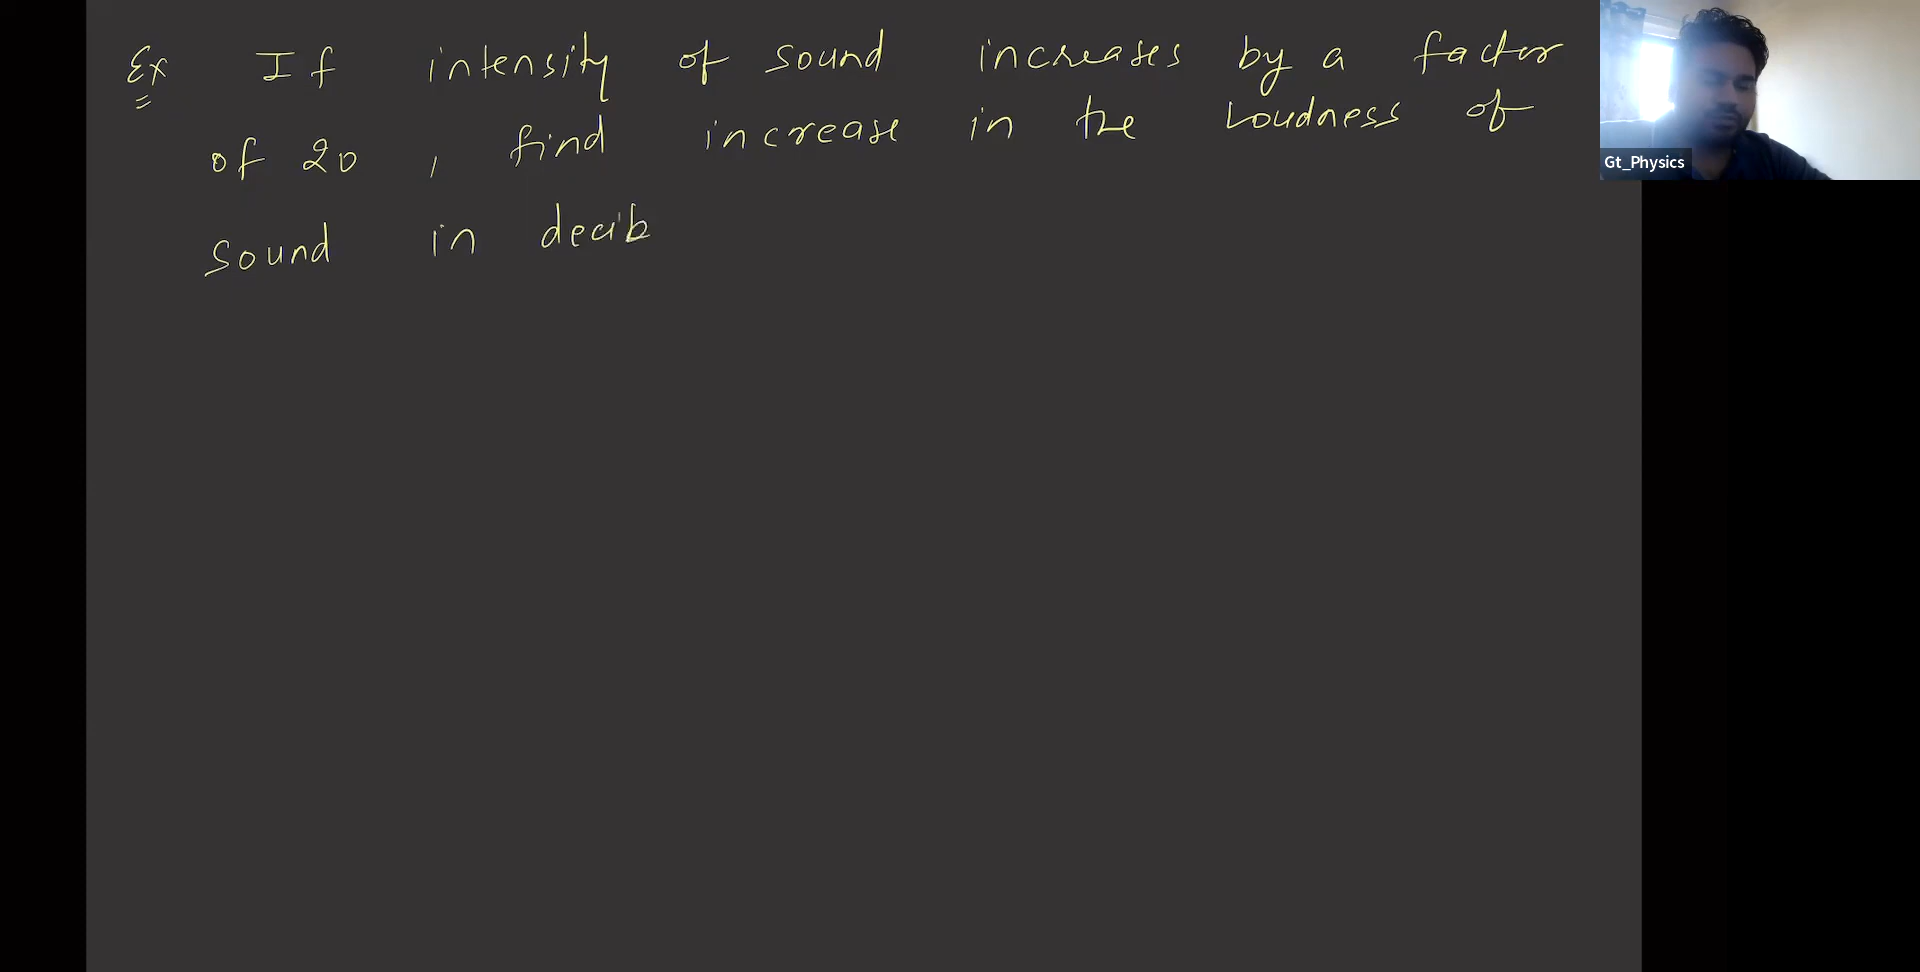 Ex If intensity of sound increases by a factor
of 20, find increase in the Loudness of
sound in decib
Gt_Physics